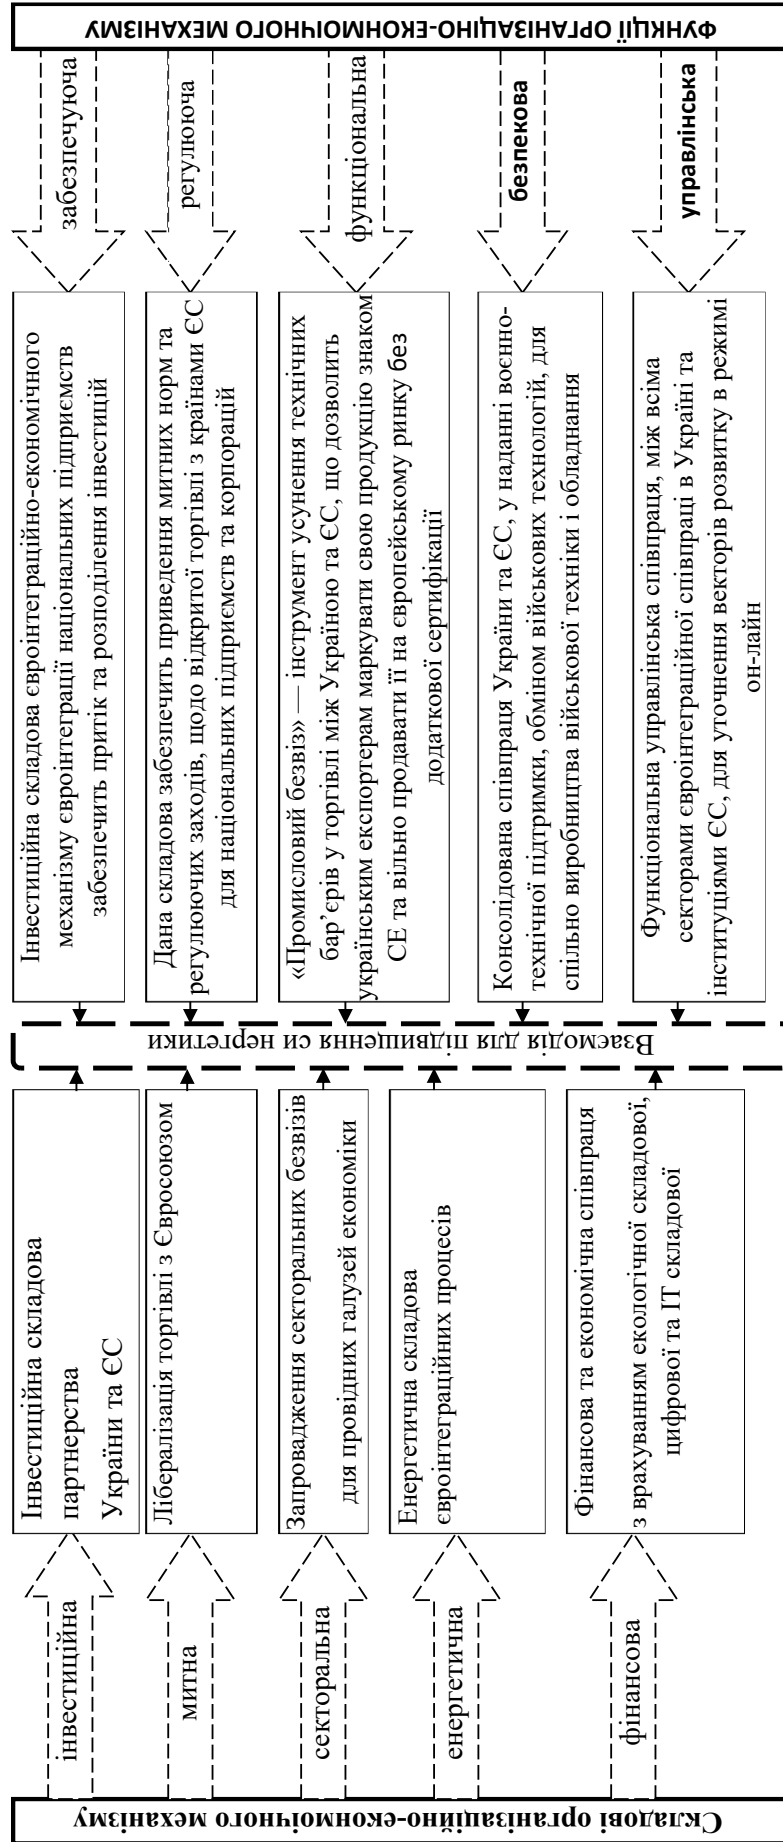 Складові організаційно-екнмоічного механізму
інвестиційна
Інвестиційна складова
партнерства
України та ЄС
митна
Лібералізація торгівлі з Євросоюзом
секторальна
Запровадження секторальних безвізів
для провідних галузей економіки
енергетична
Енергетична складова
євроінтеграційних процесів
фінансова
Фінансова та економічна співпраця
з врахуванням екологічної складової,
цифрової та ІТ складової
Взаємодія для підвищення си нергетики
Інвестиційна складова євроінтеграційно-економічного
механізму євроінтеграції національних підприємств
забезпечить притік та розподілення інвестицій
забезпечуюча
Дана складова забезпечить приведення митних норм та
регулюючих заходів, щодо відкритої торгівлі з країнами ЄС
для національних підприємств та корпорацій
регулююча
«Промисловий безвіз» — інструмент усунення технічних
бар’єрів у торгівлі між Україною та ЄС, що дозволить
українським експортерам маркувати свою продукцію знаком
СЕ та вільно продавати її на європейському ринку без
додаткової сертифікації
функціональна
Консолідована співпраця України та ЄС, у наданні воєнно-
технічної підтримки, обміном військових технологій, для
спільно виробництва військової техніки і обладнання
безпекова
Функціональна управлінська співпраця, між всіма
секторами євроінтеграційної співпраці в Україні та
інституціями ЄС, для уточнення векторів розвитку в режимі
он-лайн
управлінська
ФУНКЦІЇ ОРГАНІЗАЦІНО-ЕКОНМОІЧНОГО МЕХАНІЗМУ